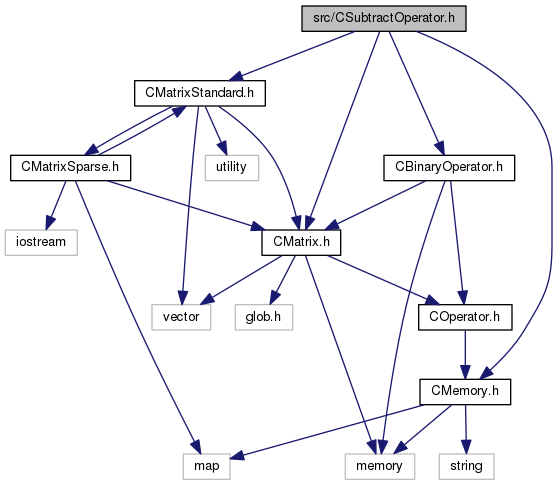 src/CSubtractOperator.h
CMatrixStandard.h
CMatrixSparse.h
utility
CBinaryOperator.h
iostream
CMatrix.h
vector
glob.h
COperator.h
CMemory.h
map
memory
string